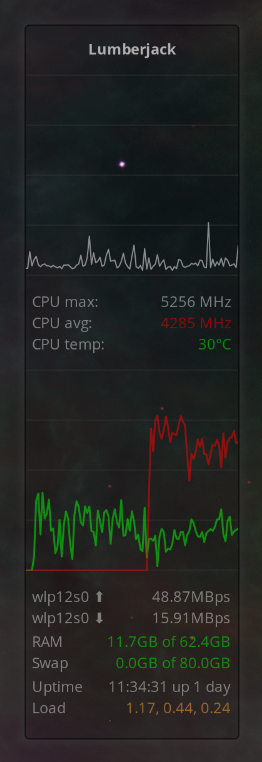 Lumberjack
CPU max: 5256 MHz
CPU avg: 4285 MHz
CPU temp: 30°C
wlp12s0 ⬆ 48.87MBps
wlp12s0 ⬇ 15.91MBps
RAM 11.7GB of 62.4GB
Swap 0.0GB of 80.0GB
Uptime 11:34:31 up 1 day
Load 1.17, 0.44, 0.24